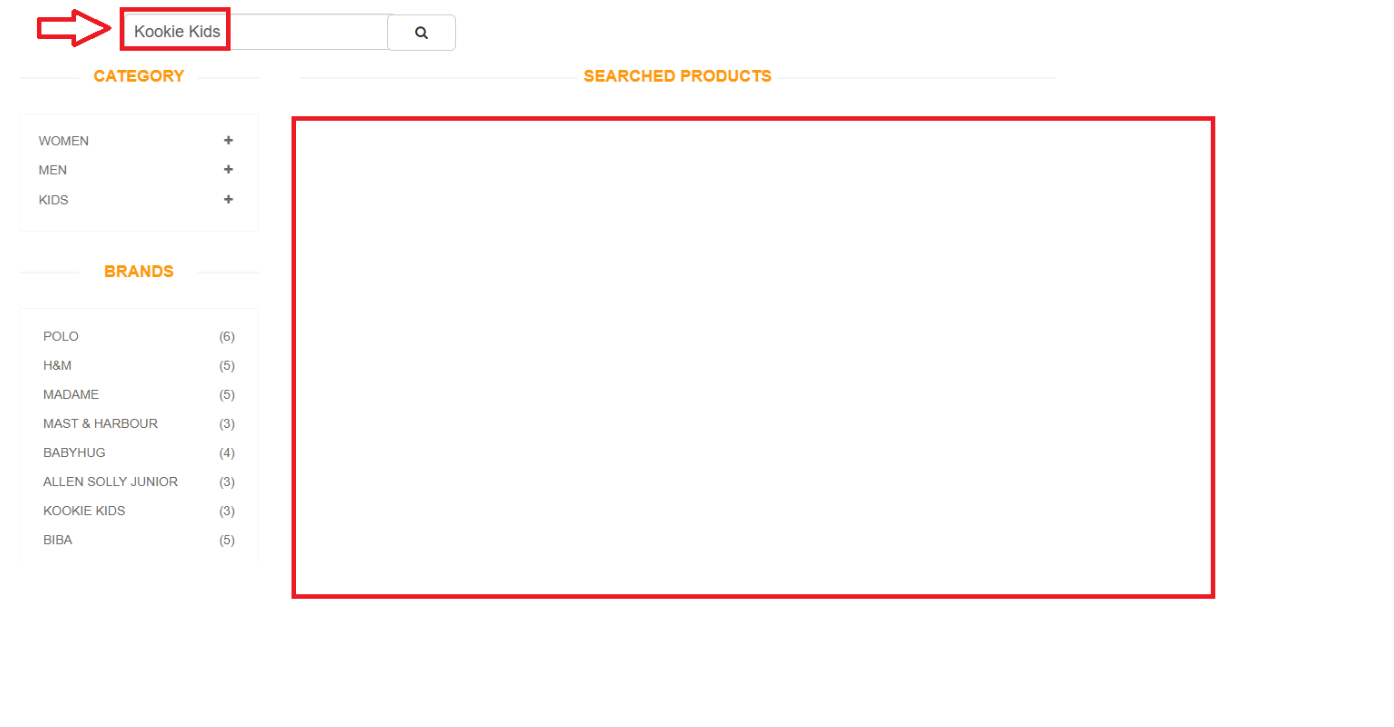 Kookie Kids
CATEGORY
SEARCHED PRODUCTS
WOMEN
MEN
KIDS
BRANDS
POLO (6)
H&M (5)
MADAME (5)
MAST & HARBOUR (3)
BABYHUG (4)
ALLEN SOLLY JUNIOR (3)
KOOKIE KIDS (3)
BIBA (5)